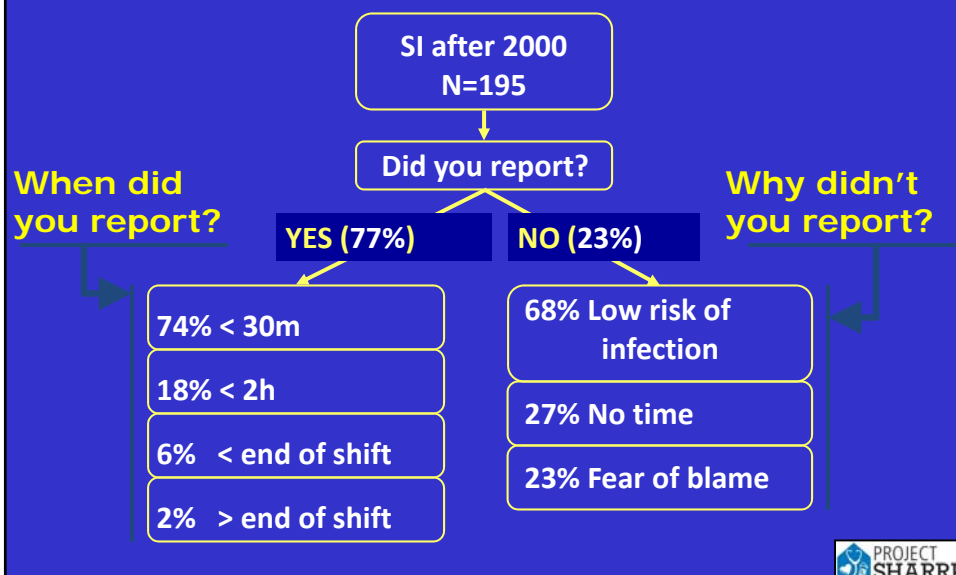 SI after 2000
N=195
Did you report?
When did
you report?
Why didn't
you report?
YES (77%)
NO (23%)
74% < 30m
18% < 2h
6% < end of shift
2% > end of shift
68% Low risk of
infection
27% No time
23% Fear of blame
PROJECT